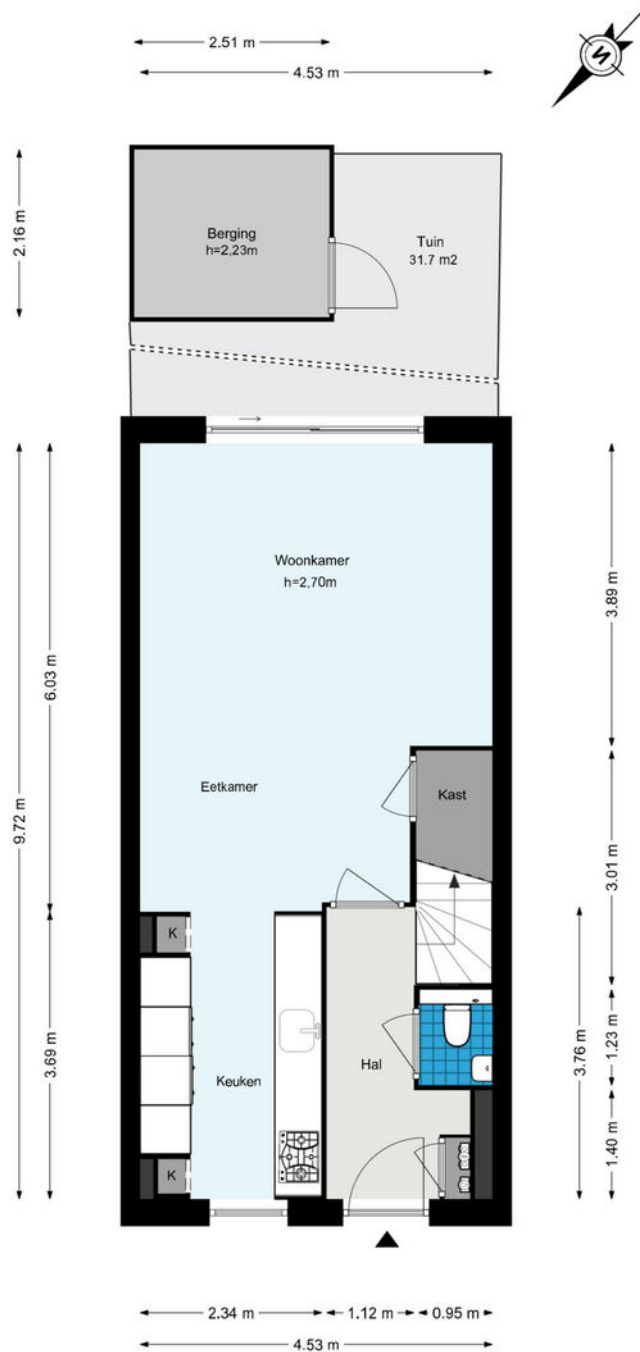 2.51 m
4.53 m
N
2.16 m
Berging
h=2,23m
Tuin
31.7 m2
Woonkamer
h=2,70m
3.89 m
6.03 m
9.72 m
Eetkamer
Kast
3.01 m
K
Keuken
Hal
3.69 m
3.76 m
1.23 m
1.40 m
K
2.34 m
1.12 m
0.95 m
4.53 m